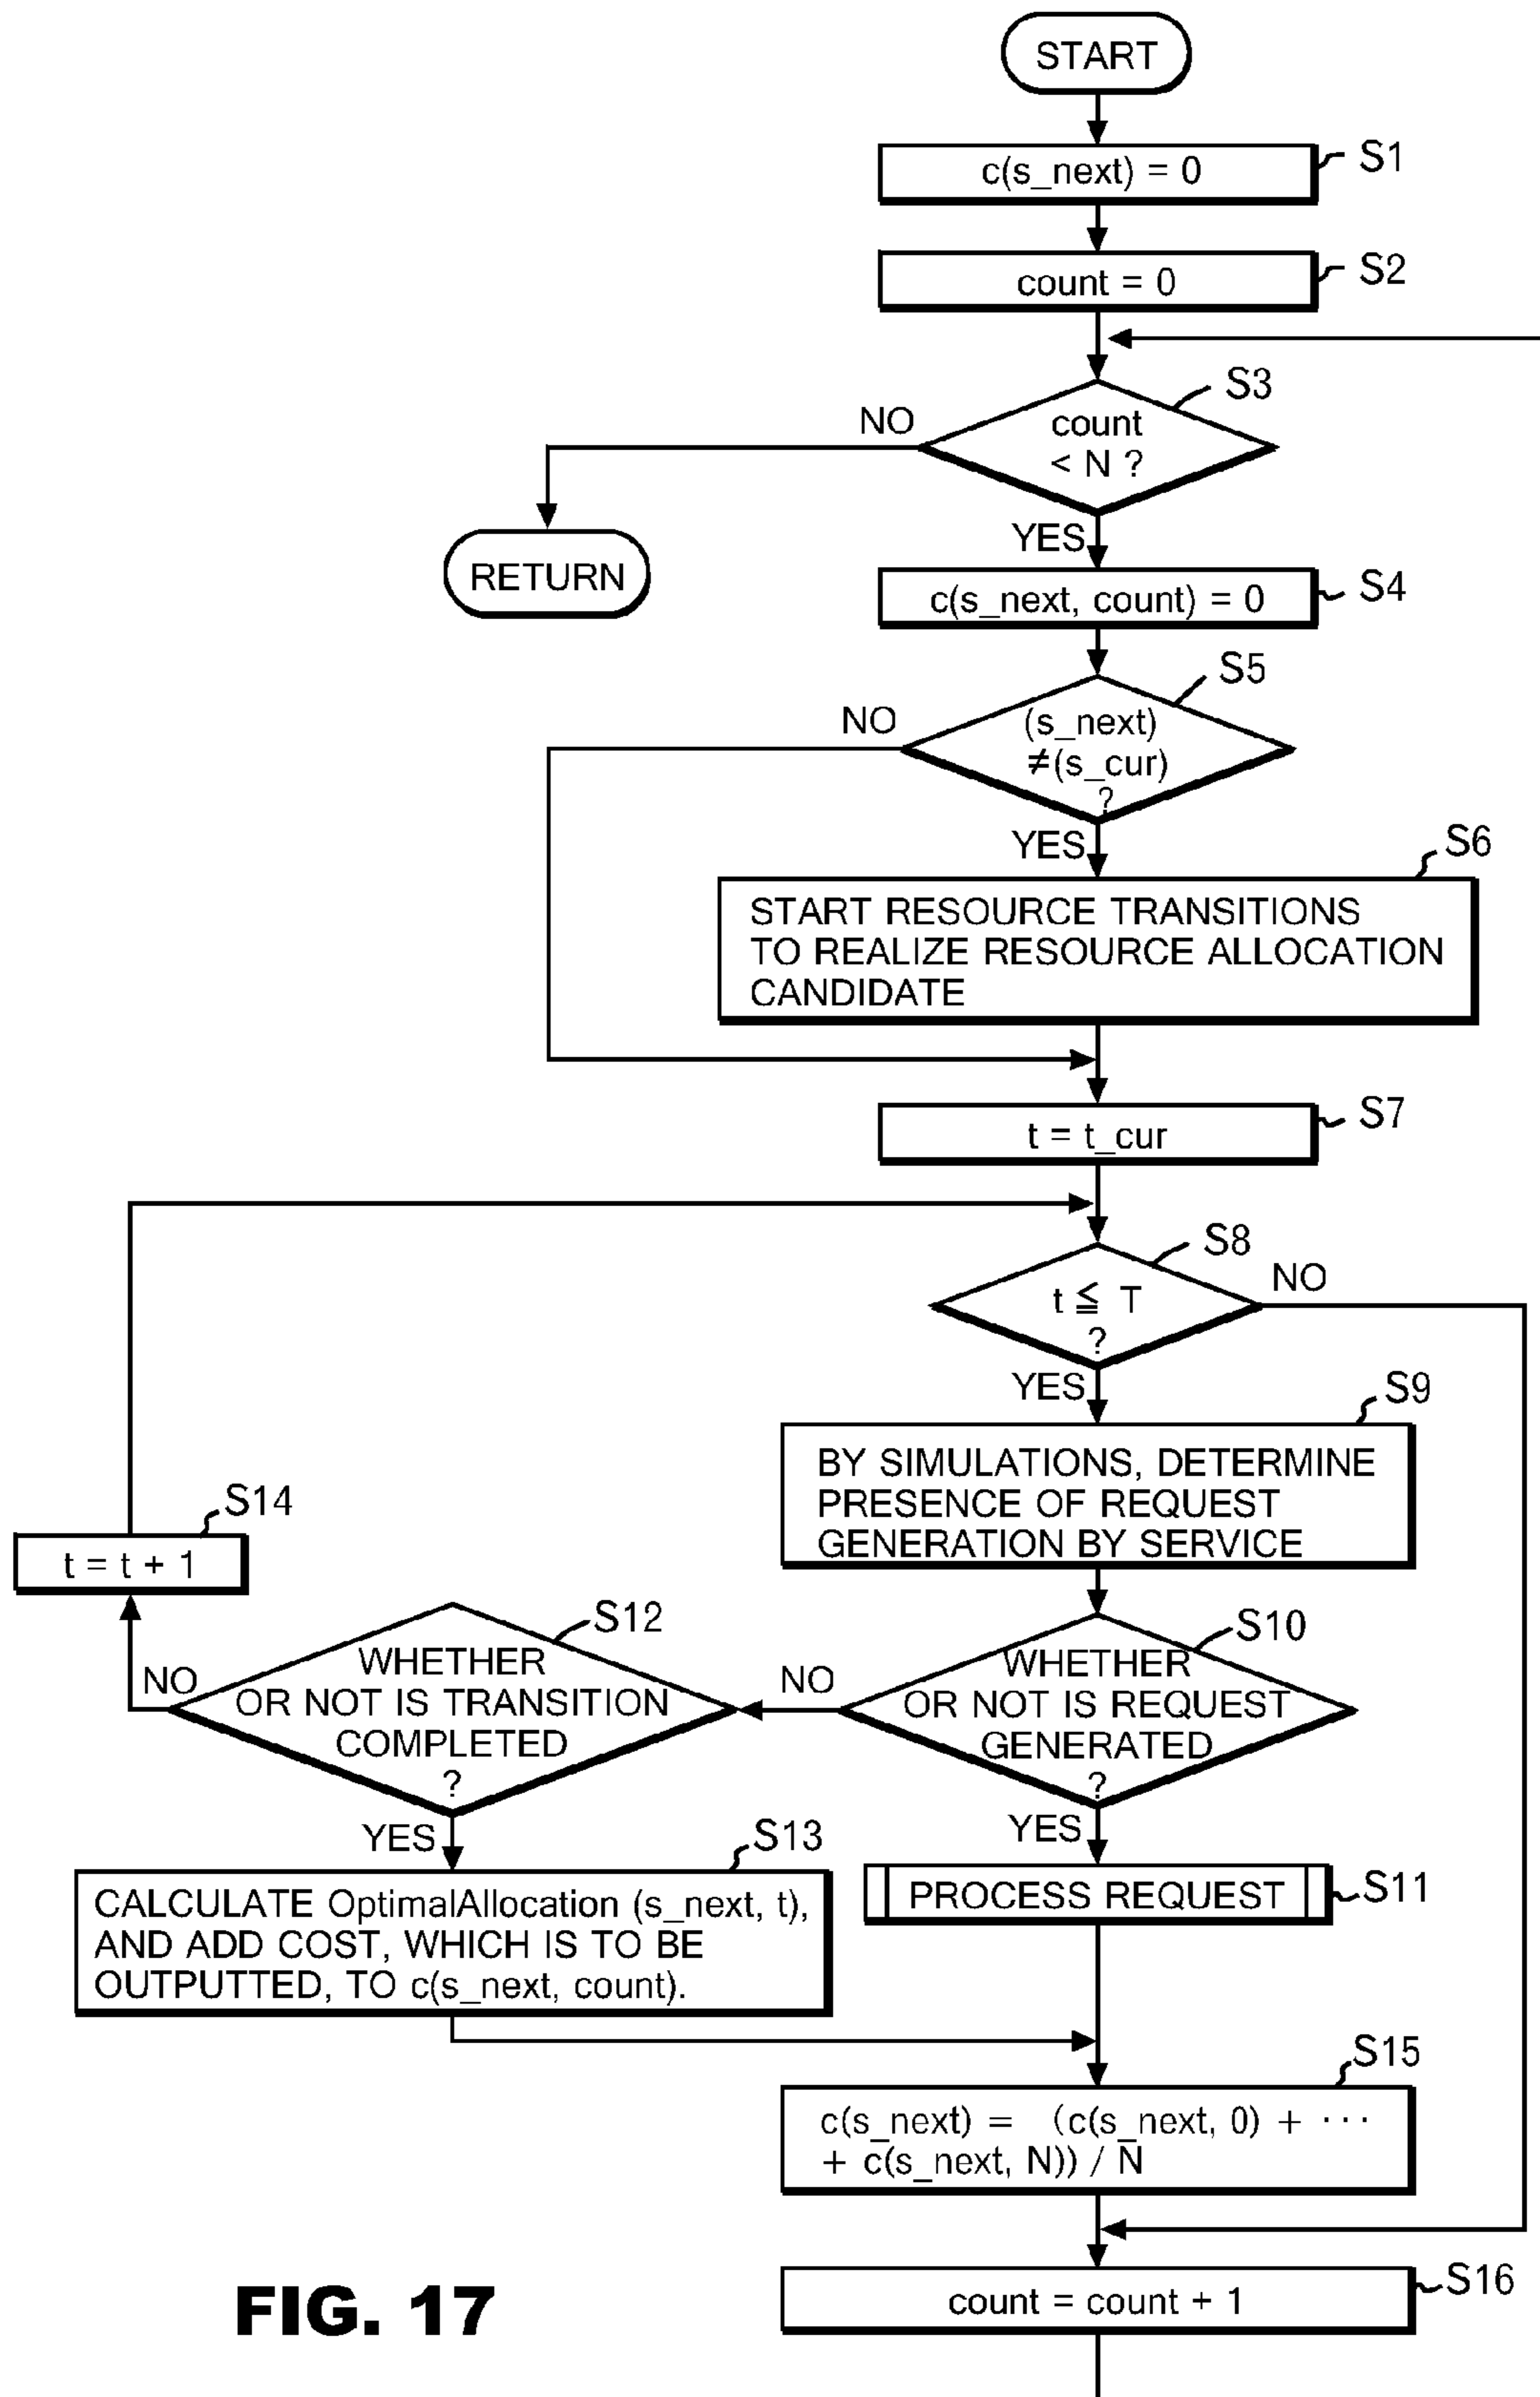 START
c(s_next) = 0
S1
count = 0
S2
S3
count
< N ?
NO
YES
RETURN
c(s_next, count) = 0
S4
S5
(s_next)
≠(s_cur)
?
NO
YES
S6
START RESOURCE TRANSITIONS
TO REALIZE RESOURCE ALLOCATION
CANDIDATE
t = t_cur
S7
S8
t ≦ T
?
NO
YES
S9
BY SIMULATIONS, DETERMINE
PRESENCE OF REQUEST
GENERATION BY SERVICE
S14
t = t + 1
S10
WHETHER
OR NOT IS REQUEST
GENERATED
?
NO
YES
S12
WHETHER
OR NOT IS TRANSITION
COMPLETED
?
NO
YES
S13
CALCULATE OptimalAllocation (s_next, t),
AND ADD COST, WHICH IS TO BE
OUTPUTTED, TO c(s_next, count).
PROCESS REQUEST
S11
S15
c(s_next) = (c(s_next, 0) + ···
+ c(s_next, N)) / N
count = count + 1
S16
FIG. 17